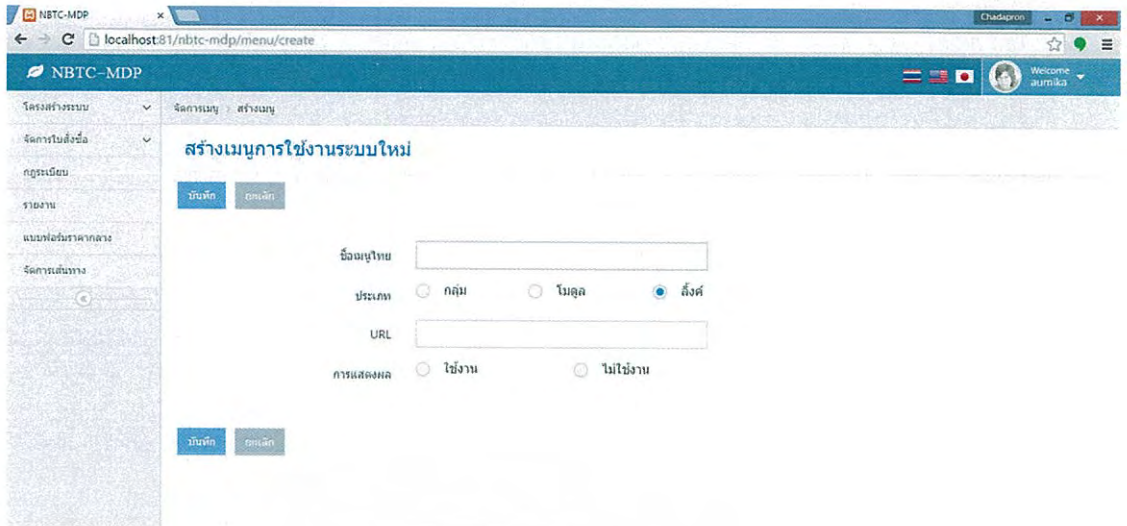 NBTC-MDP
Chadapron
localhost:81/nbtc-mdp/menu/create
NBTC-MDP
Welcome
aumika
โครงสร้างระบบ
จัดการเมนู > สร้างเมนู
จัดการใบสั่งซื้อ
สร้างเมนูการใช้งานระบบใหม่
กฎระเบียบ
บันทึก ยกเลิก
รายงาน
แบบฟอร์มราคากลาง
ชื่อเมนูไทย
จัดการเส้นทาง
ประเภท กลุ่ม โมดูล ลิ้งค์
URL
การแสดงผล ใช้งาน ไม่ใช้งาน
บันทึก ยกเลิก